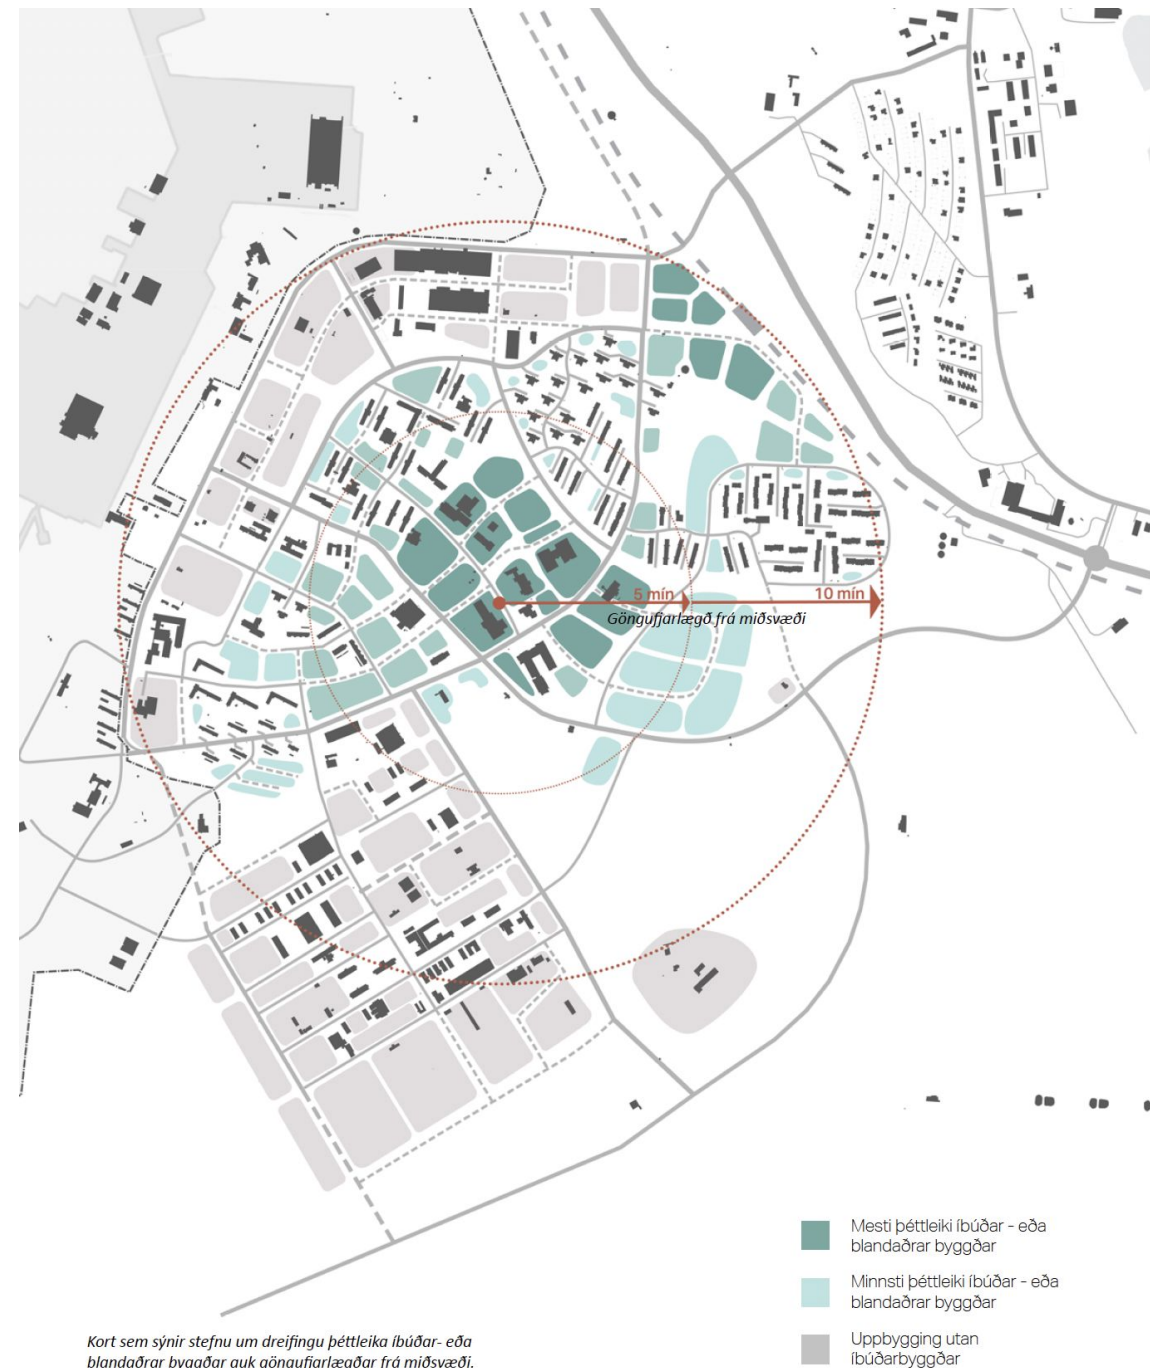 5 mín
10 mín
Göngufjarlægð frá miðsvæði
Mesti þéttleiki íbúðar - eða
blandaðrar byggðar
Minnsti þéttleiki íbúðar - eða
blandaðrar byggðar
Uppbygging utan
íbúðarbyggðar
Kort sem sýnir stefnu um dreifingu þéttleika íbúðar- eða
blandaðrar byggðar auk göngufjarlægðar frá miðsvæði.